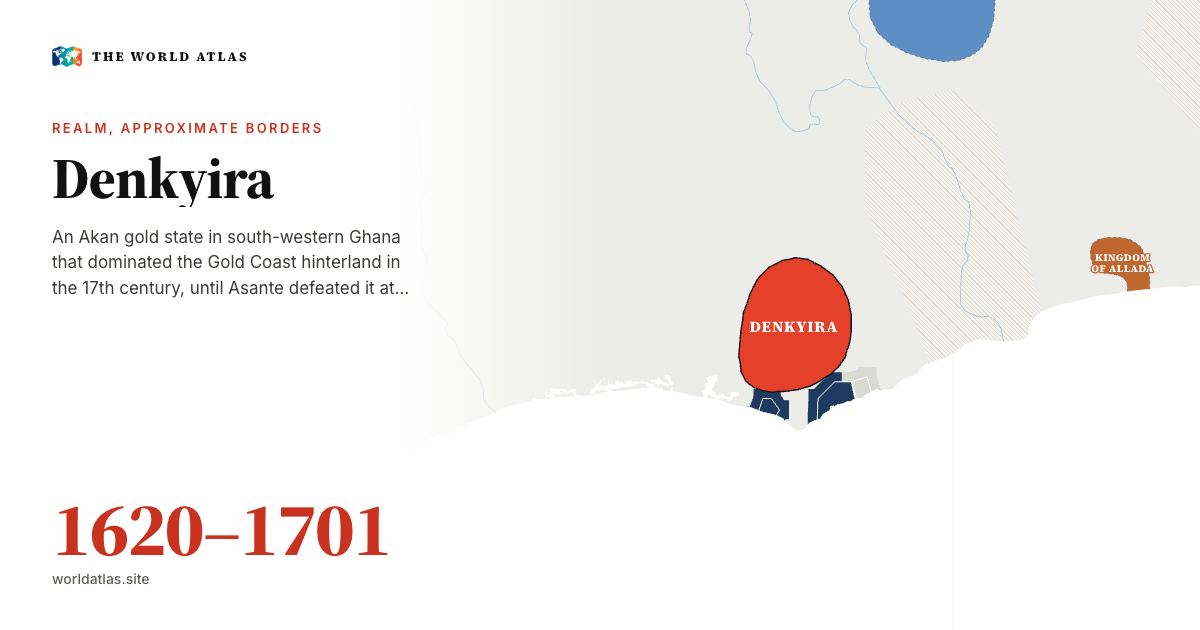 THE WORLD ATLAS
REALM, APPROXIMATE BORDERS
Denkyira
An Akan gold state in south-western Ghana
that dominated the Gold Coast hinterland in
the 17th century, until Asante defeated it at...
1620–1701
worldatlas.site
DENKYIRA
KINGDOM
OF ALLADA